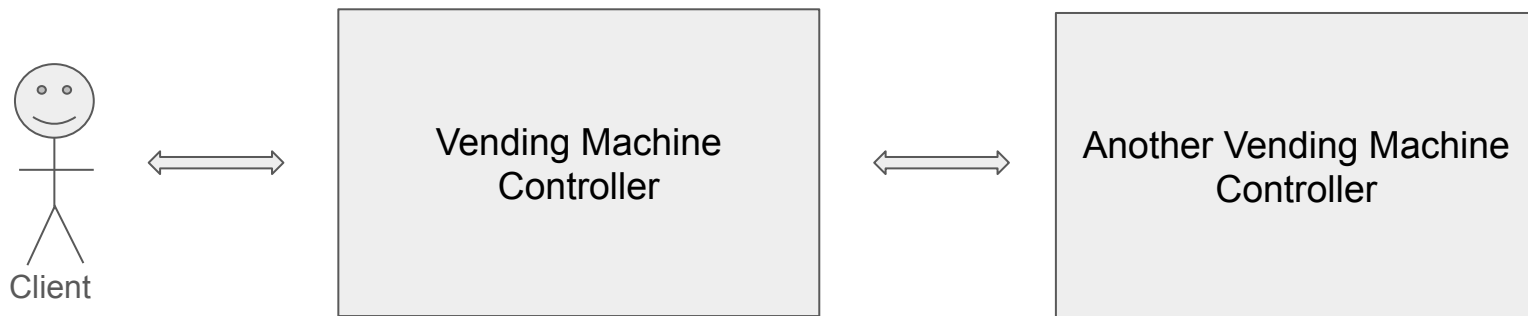 Client
Vending Machine
Controller
Another Vending Machine
Controller